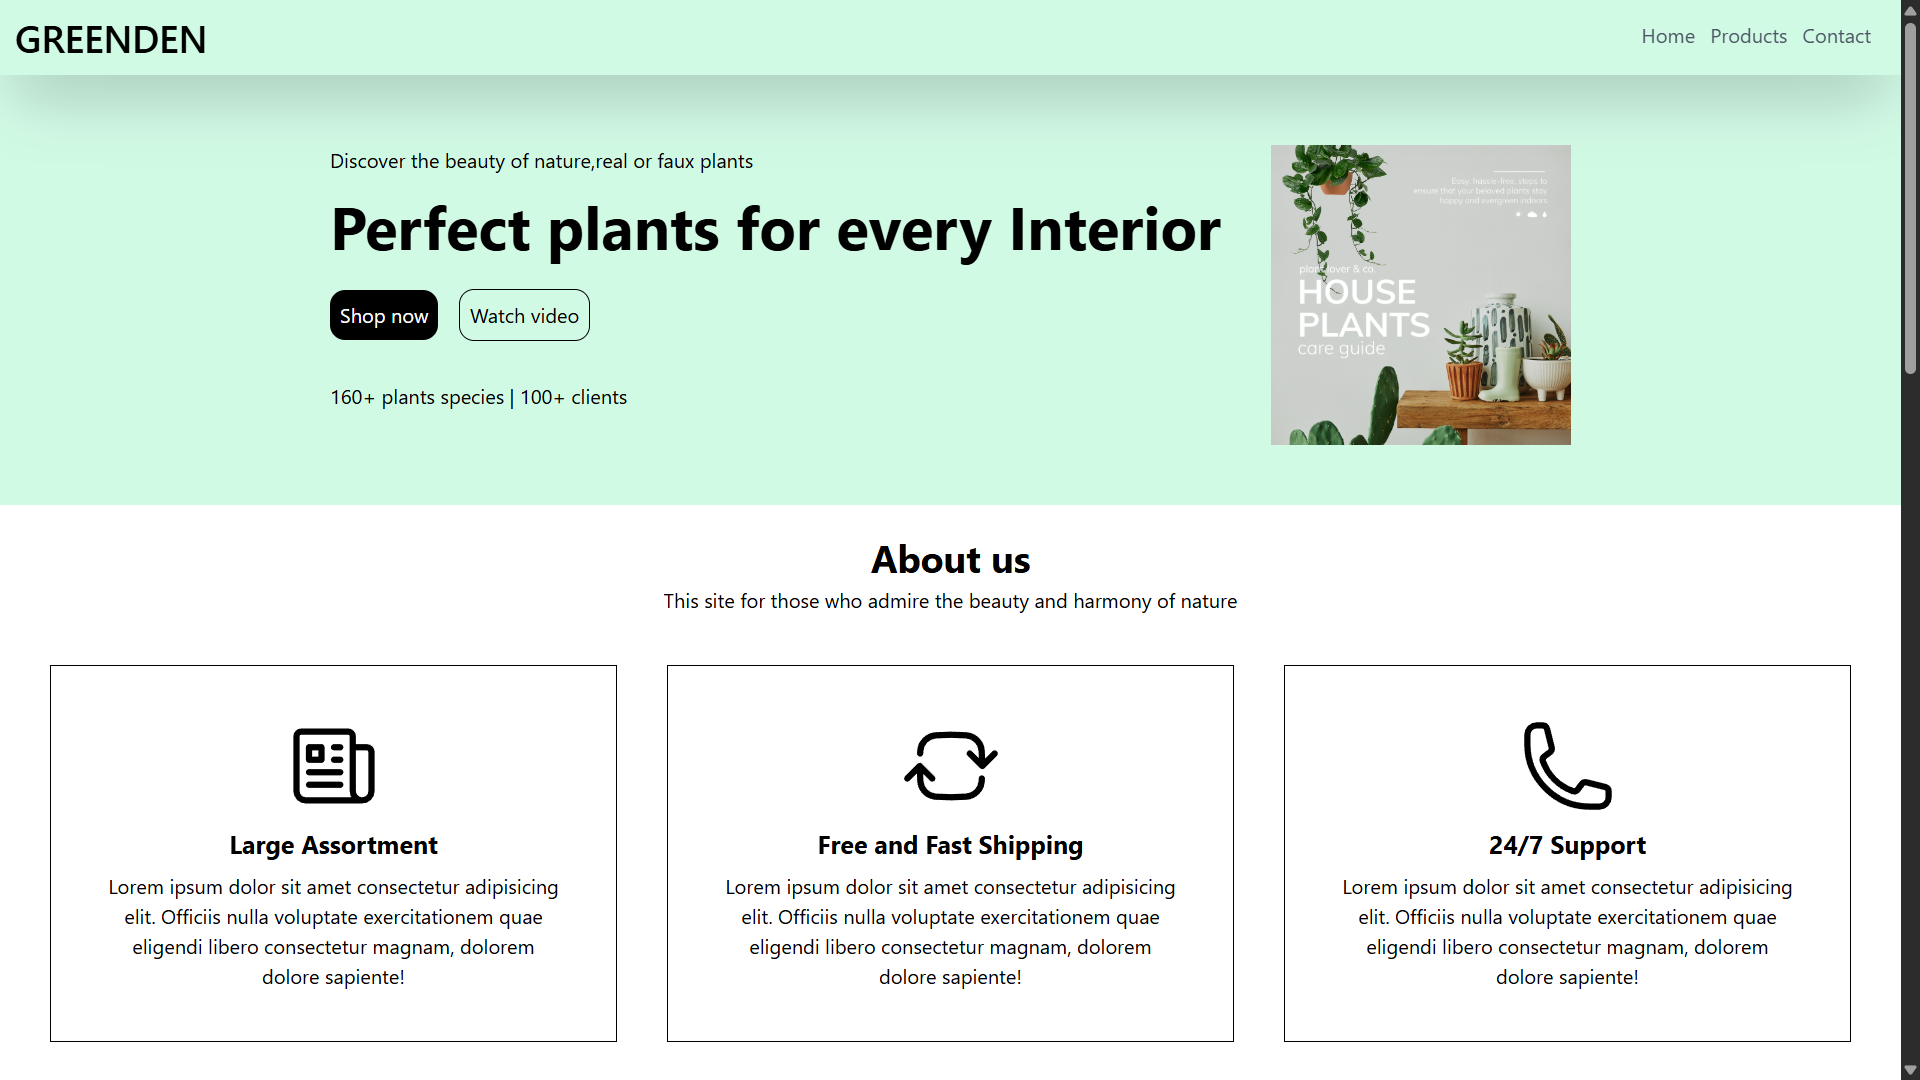 GREENDEN
Home Products Contact
Discover the beauty of nature,real or faux plants
Perfect plants for every Interior
Shop now
Watch video
160+ plants species | 100+ clients
Easy, hassle-free, steps to
ensure that your beloved plants stay
happy and evergreen indoors
plant lover & co.
HOUSE
PLANTS
care guide
About us
This site for those who admire the beauty and harmony of nature
Large Assortment
Lorem ipsum dolor sit amet consectetur adipisicing
elit. Officiis nulla voluptate exercitationem quae
eligendi libero consectetur magnam, dolorem
dolore sapiente!
Free and Fast Shipping
Lorem ipsum dolor sit amet consectetur adipisicing
elit. Officiis nulla voluptate exercitationem quae
eligendi libero consectetur magnam, dolorem
dolore sapiente!
24/7 Support
Lorem ipsum dolor sit amet consectetur adipisicing
elit. Officiis nulla voluptate exercitationem quae
eligendi libero consectetur magnam, dolorem
dolore sapiente!